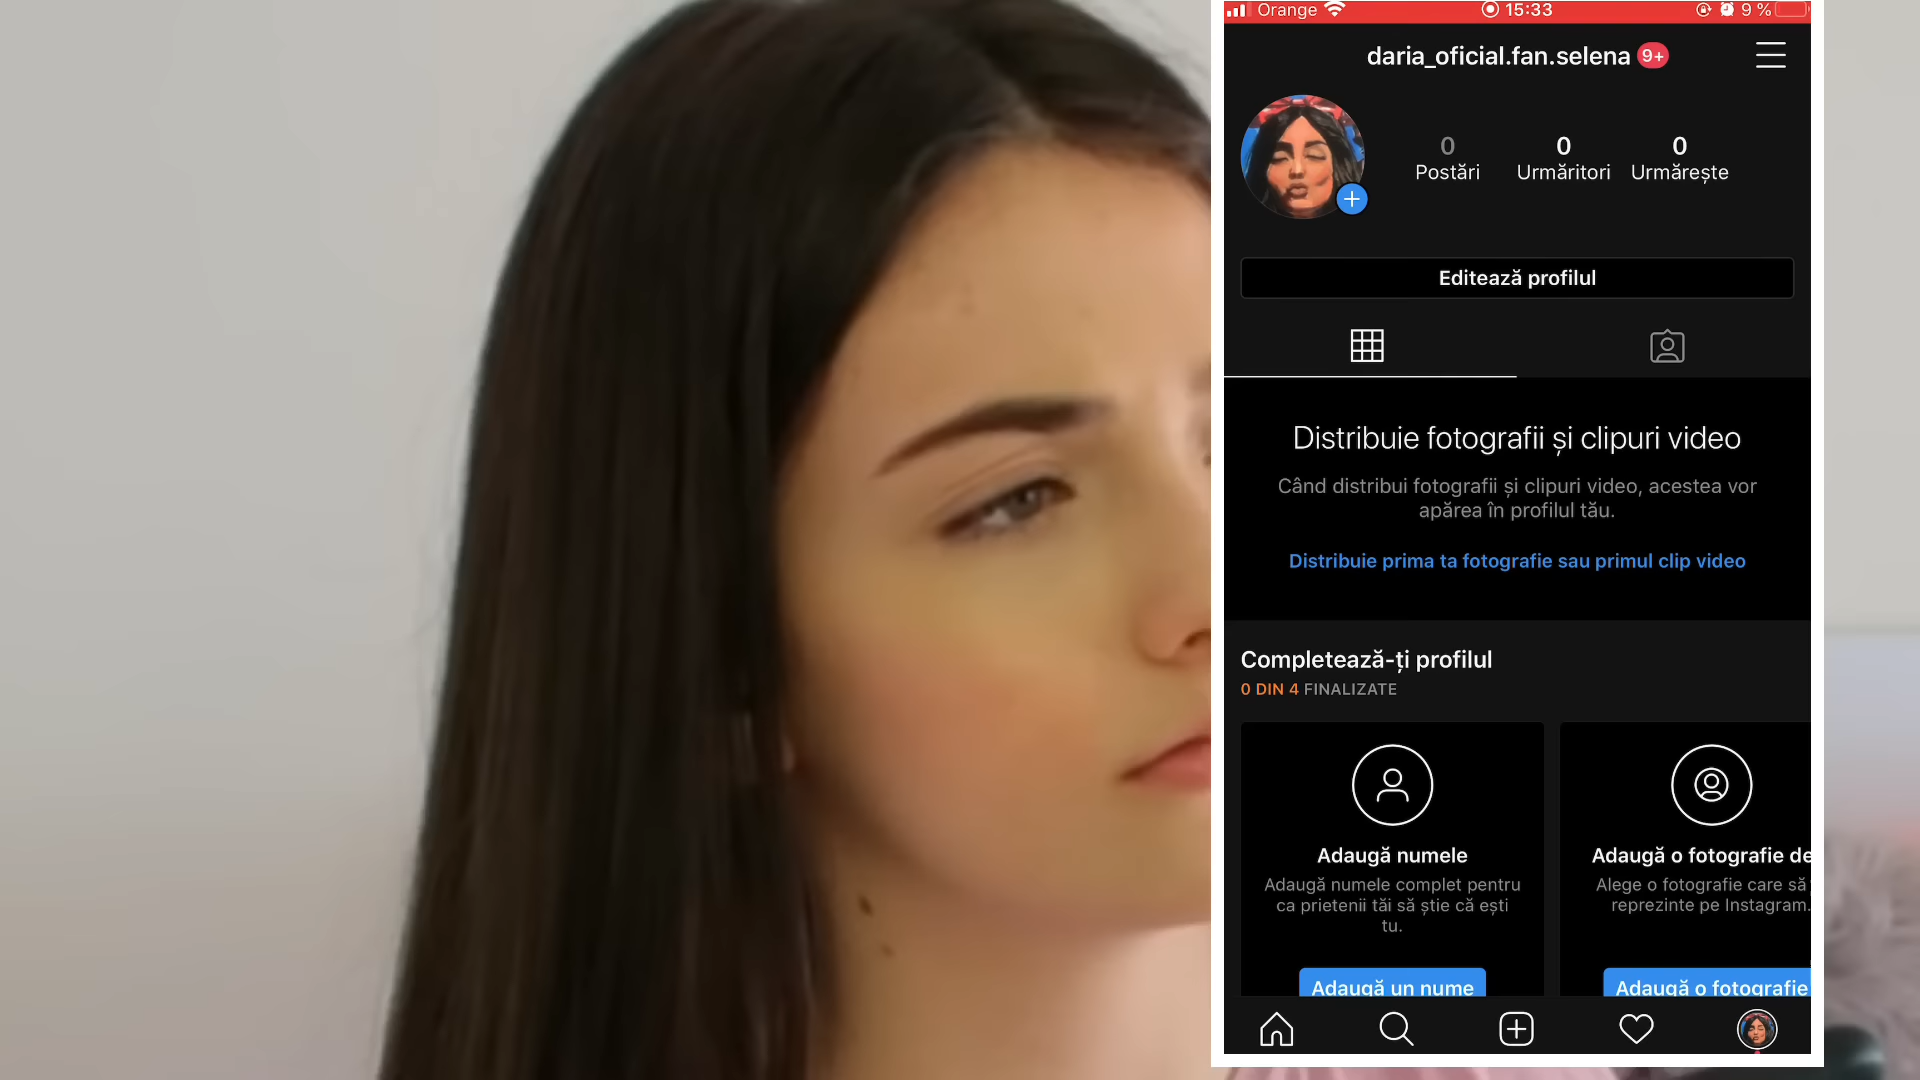 Orange 15:33 9 %
daria_oficial.fan.selena 9+
0 0 0
Postări Urmăritori Urmărește
Editează profilul
Distribuie fotografii și clipuri video
Când distribui fotografii și clipuri video, acestea vor
apărea în profilul tău.
Distribuie prima ta fotografie sau primul clip video
Completează-ți profilul
0 DIN 4 FINALIZATE
Adaugă numele
Adaugă numele complet pentru
ca prietenii tăi să știe că ești
tu.
Adaugă un nume
Adaugă o fotografie de
Alege o fotografie care să
reprezinte pe Instagram.
Adaugă o fotografie